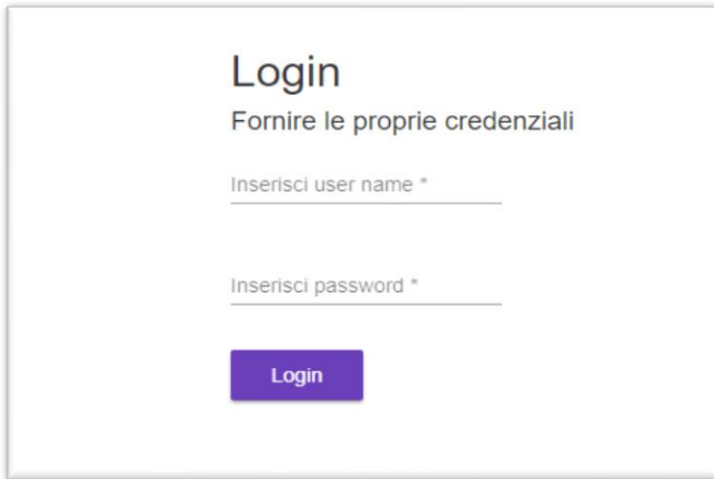 Login
Fornire le proprie credenziali
Inserisci user name *
Inserisci password *
Login